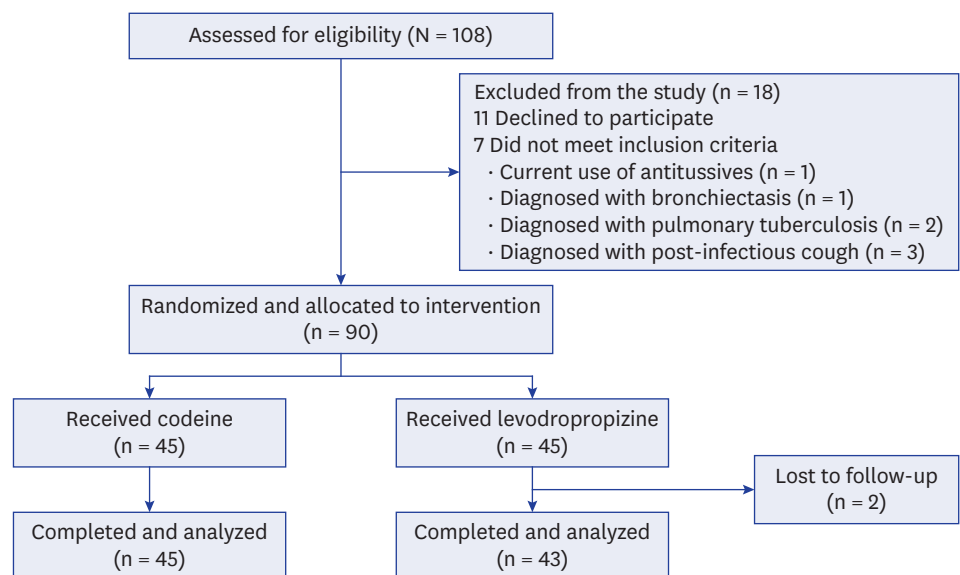 Assessed for eligibility (N = 108)
Excluded from the study (n = 18)
11 Declined to participate
7 Did not meet inclusion criteria
· Current use of antitussives (n = 1)
· Diagnosed with bronchiectasis (n = 1)
· Diagnosed with pulmonary tuberculosis (n = 2)
· Diagnosed with post-infectious cough (n = 3)
Randomized and allocated to intervention
(n = 90)
Received codeine
(n = 45)
Received levodropropizine
(n = 45)
Lost to follow-up
(n = 2)
Completed and analyzed
(n = 45)
Completed and analyzed
(n = 43)